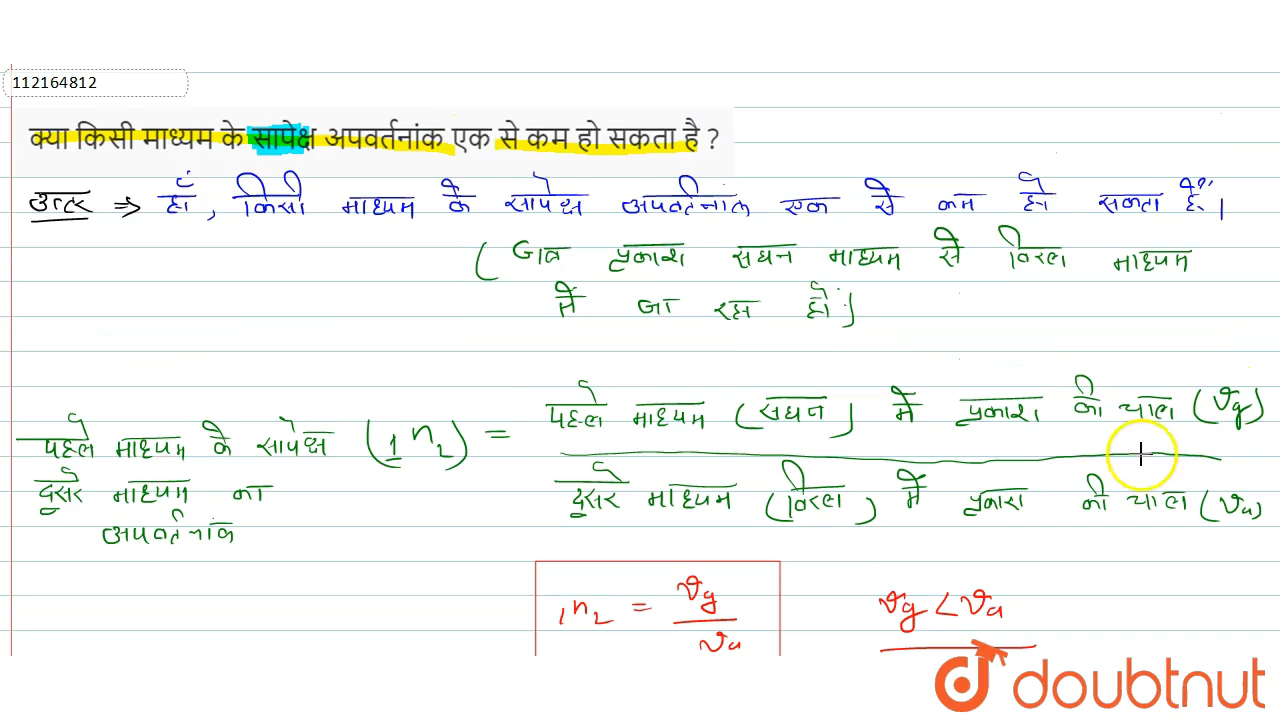 112164812
क्या किसी माध्यम के सापेक्ष अपवर्तनांक एक से कम हो सकता है ?
उत्तर ⇒ हाँ, किसी माध्यम के सापेक्ष अपवर्तनांक एक से कम हो सकता है।
(जब प्रकाश सघन माध्यम से विरल माध्यम
में जा रहा हो)
पहले माध्यम के सापेक्ष
दूसरे माध्यम का
अपवर्तनांक
(₁n₂) =
पहले माध्यम (सघन) में प्रकाश की चाल (vg)
दूसरे माध्यम (विरल) में प्रकाश की चाल (va)
₁n₂ = vg / va
vg < va
doubtnut